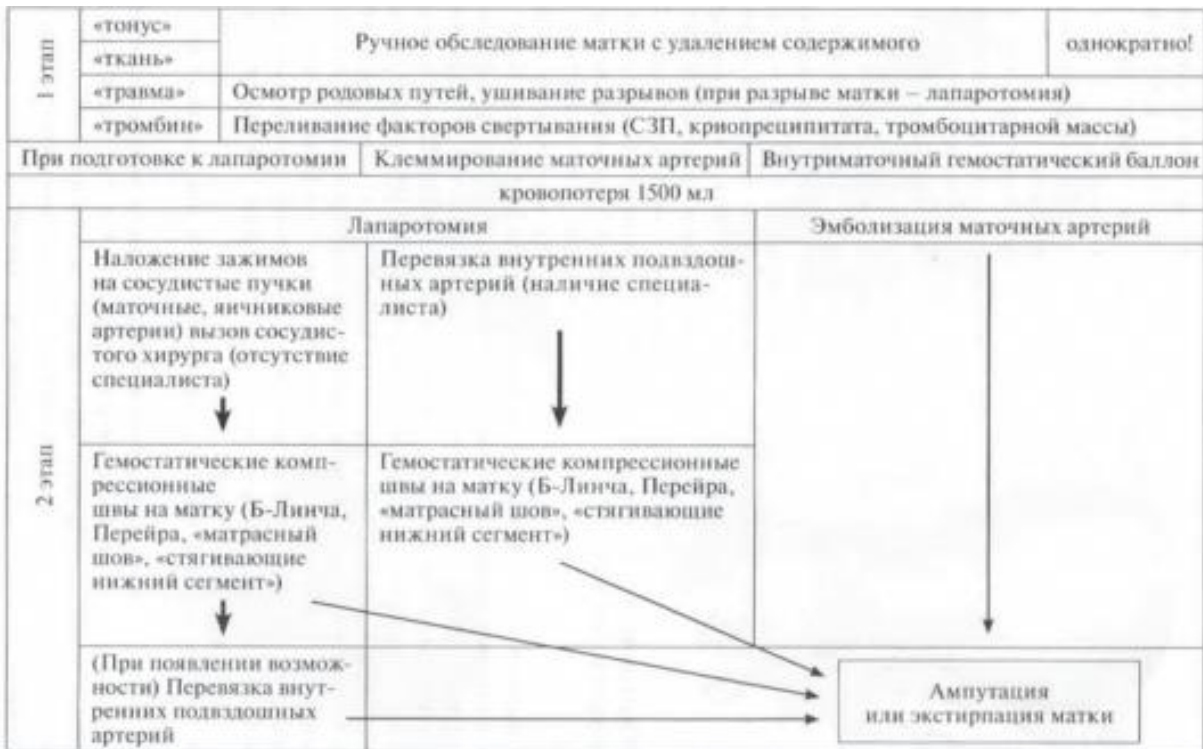 1 этап
«тонус»
«ткань»
Ручное обследование матки с удалением содержимого
однократно!
«травма»
Осмотр родовых путей, ушивание разрывов (при разрыве матки – лапаротомия)
«тромбин»
Переливание факторов свертывания (СЗП, криопреципитата, тромбоцитарной массы)
При подготовке к лапаротомии
Клеммирование маточных артерий
Внутриматочный гемостатический баллон
кровопотеря 1500 мл
2 этап
Лапаротомия
Эмболизация маточных артерий
Наложение зажимов
на сосудистые пучки
(маточные, яичниковые
артерии) вызов сосудис-
того хирурга (отсутствие
специалиста)
Перевязка внутренних подвздош-
ных артерий (наличие специа-
листа)
Гемостатические комп-
рессионные
швы на матку (Б-Линча,
Перейра, «матрасный
шов», «стягивающие
нижний сегмент»)
Гемостатические компрессионные
швы на матку (Б-Линча, Перейра,
«матрасный шов», «стягивающие
нижний сегмент»)
(При появлении возмож-
ности) Перевязка внут-
ренних подвздошных
артерий
Ампутация
или экстирпация матки